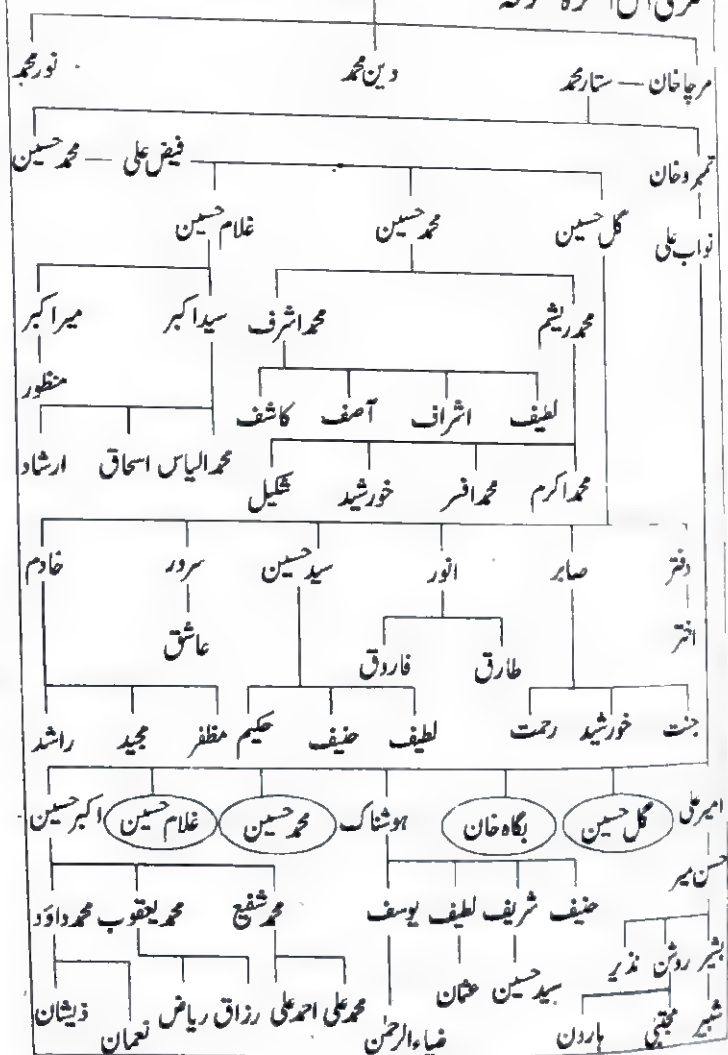 مرچا خان — ستار محمد دین محمد نور محمد
تمبرو خان فیض علی — محمد حسین
نواب علی گل حسین محمد حسین غلام حسین
محمد ریشم محمد اشرف سید اکبر میر اکبر
لطیف اشراف آصف کاشف منظور
محمد اکرم محمد افسر خورشید شکیل محمد الیاس اسحاق ارشاد
دفتر صابر انور سید حسین سرور خادم
اختر طارق فاروق عاشق
جنت خورشید رحمت لطیف حنیف حکیم مظفر مجید راشد
امیر علی گل حسین بگاہ خان ہوشناک محمد حسین غلام حسین اکبر حسین
حسن میر
حنیف شریف لطیف یوسف محمد شفیع محمد یعقوب محمد داؤد
بشیر روشن نذیر سید حسین عثمان
شبیر مجتبیٰ ہارون ضیاء الرحمٰن محمد علی احمد علی رزاق ریاض نعمان ذیشان